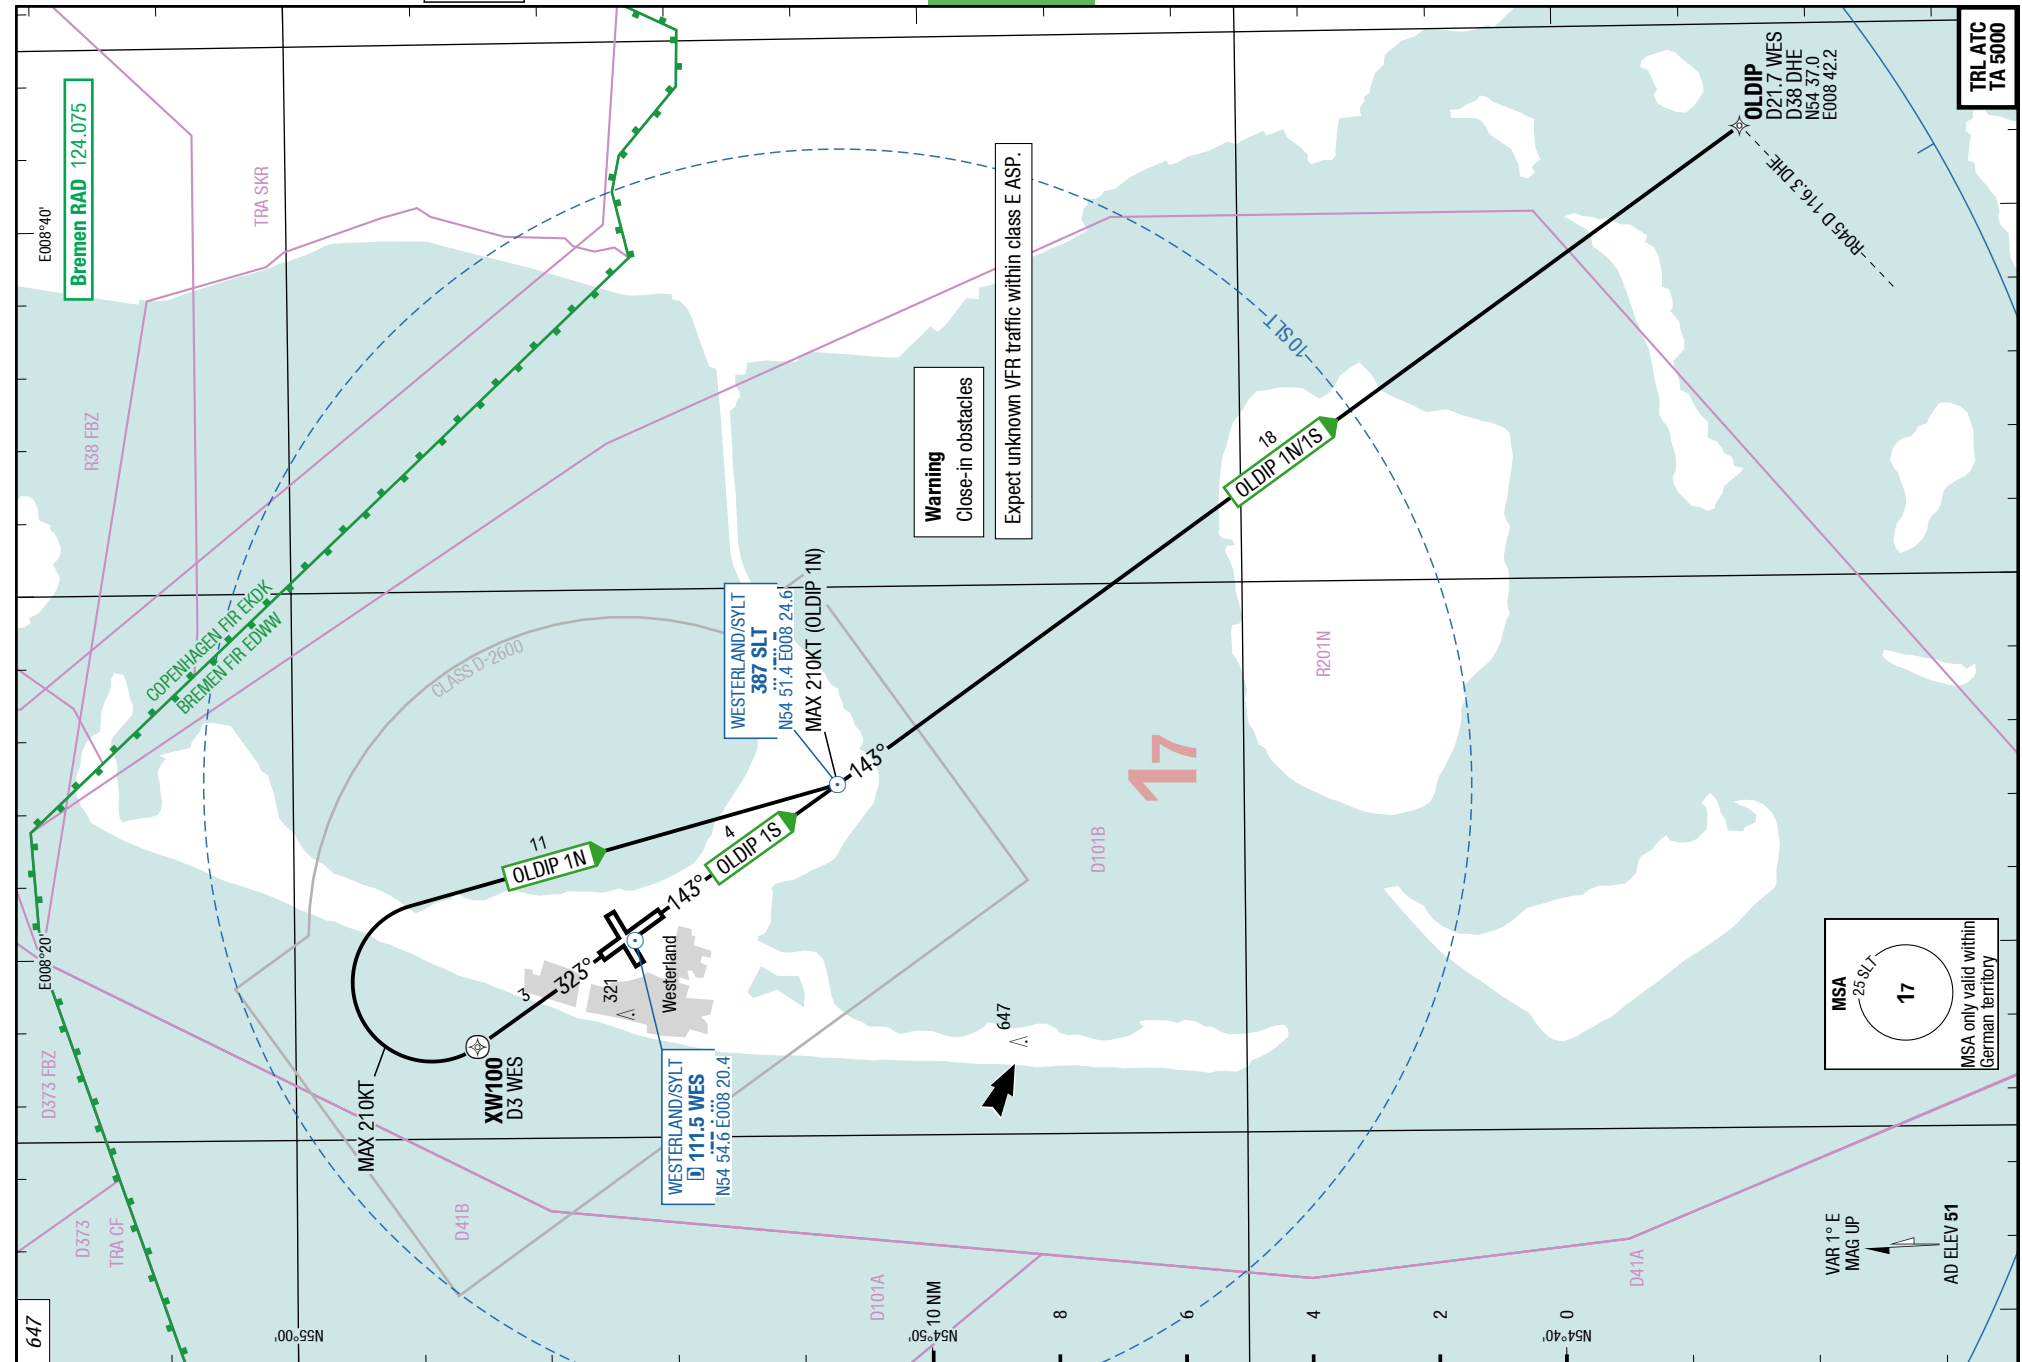 647
TRL ATC
TA 5000
Bremen RAD 124.075
E008°40'
TRA SKR
R38 FBZ
COPENHAGEN FIR EKDK
BREMEN FIR EDWW
CLASS D-2600
OLDIP
D21.7 WES
D38 DHE
N54 37.0
E008 42.2
R045 D 116.3 DHE
10 SLT
Warning
Close-in obstacles
Expect unknown VFR traffic within class E ASP.
18
OLDIP 1N/1S
WESTERLAND/SYLT
387 SLT
N54 51.4 E008 24.6
MAX 210KT (OLDIP 1N)
143°
17
R201N
D101B
11
OLDIP 1N
4
OLDIP 1S
143°
323°
3
321
Westerland
647
XW100
D3 WES
MAX 210KT
WESTERLAND/SYLT
D 111.5 WES
N54 54.6 E008 20.4
E008°20'
D373 FBZ
D373
TRA CF
D41B
D101A
D41A
MSA
25 SLT
17
MSA only valid within
German territory
VAR 1° E
MAG UP
AD ELEV 51
N55°00'
N54°50'
N54°40'
10 NM
8
6
4
2
0